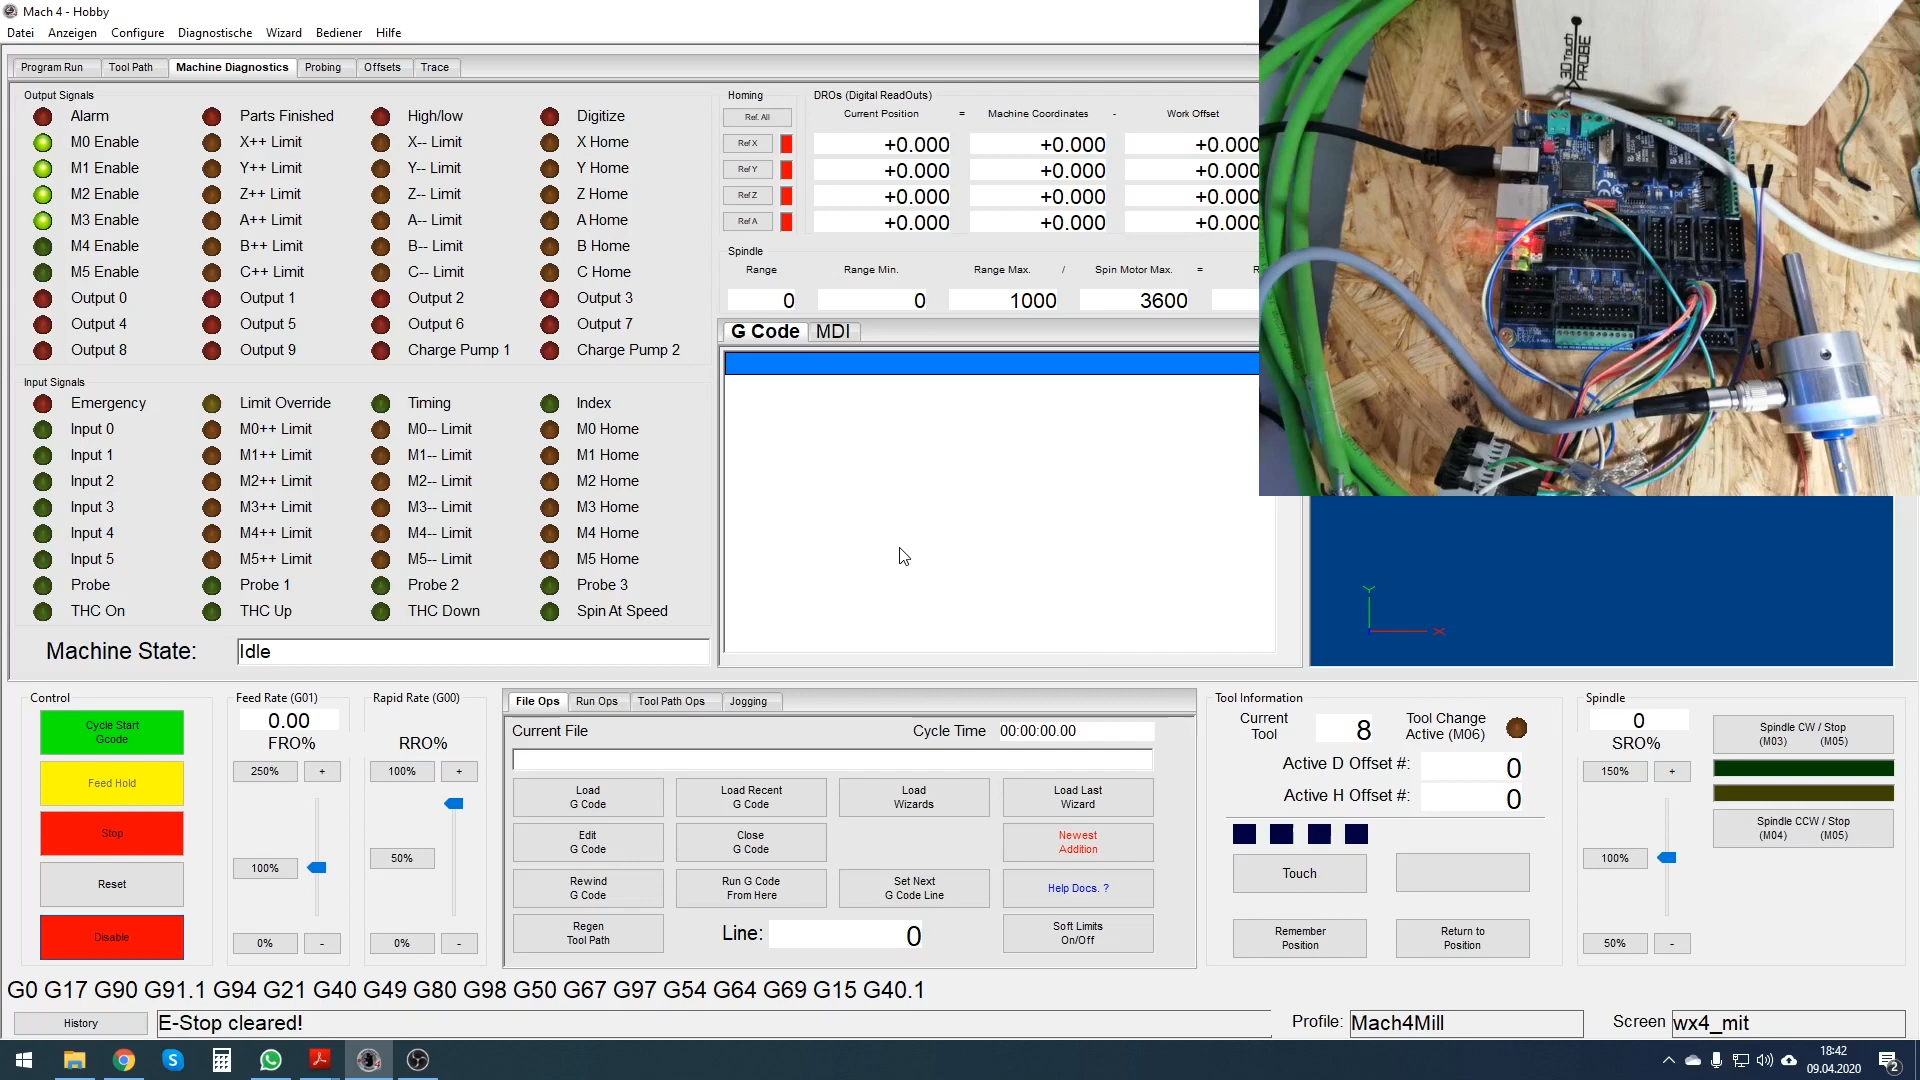 Mach 4 - Hobby
Datei Anzeigen Configure Diagnostische Wizard Bediener Hilfe
Program Run Tool Path Machine Diagnostics Probing Offsets Trace
Output Signals
Alarm Parts Finished High/low Digitize
M0 Enable X++ Limit X-- Limit X Home
M1 Enable Y++ Limit Y-- Limit Y Home
M2 Enable Z++ Limit Z-- Limit Z Home
M3 Enable A++ Limit A-- Limit A Home
M4 Enable B++ Limit B-- Limit B Home
M5 Enable C++ Limit C-- Limit C Home
Output 0 Output 1 Output 2 Output 3
Output 4 Output 5 Output 6 Output 7
Output 8 Output 9 Charge Pump 1 Charge Pump 2
Input Signals
Emergency Limit Override Timing Index
Input 0 M0++ Limit M0-- Limit M0 Home
Input 1 M1++ Limit M1-- Limit M1 Home
Input 2 M2++ Limit M2-- Limit M2 Home
Input 3 M3++ Limit M3-- Limit M3 Home
Input 4 M4++ Limit M4-- Limit M4 Home
Input 5 M5++ Limit M5-- Limit M5 Home
Probe Probe 1 Probe 2 Probe 3
THC On THC Up THC Down Spin At Speed
Machine State: Idle
Homing
Ref. All
Ref X
Ref Y
Ref Z
Ref A
DROs (Digital ReadOuts)
Current Position = Machine Coordinates - Work Offset
+0.000 +0.000 +0.000
+0.000 +0.000 +0.000
+0.000 +0.000 +0.000
+0.000 +0.000 +0.000
Spindle
Range Range Min. Range Max. / Spin Motor Max. = R
0 0 1000 3600
G Code MDI
3D Touch
PROBE
Y
X
Control
Cycle Start
Gcode
Feed Hold
Stop
Reset
Disable
Feed Rate (G01)
0.00
FRO%
250% +
100%
0% -
Rapid Rate (G00)
RRO%
100% +
50%
0% -
File Ops Run Ops Tool Path Ops Jogging
Current File Cycle Time 00:00:00.00
Load
G Code
Load Recent
G Code
Load
Wizards
Load Last
Wizard
Edit
G Code
Close
G Code
Newest
Addition
Rewind
G Code
Run G Code
From Here
Set Next
G Code Line
Help Docs. ?
Regen
Tool Path
Line: 0
Soft Limits
On/Off
Tool Information
Current
Tool
8
Tool Change
Active (M06)
Active D Offset #: 0
Active H Offset #: 0
Touch
Remember
Position
Return to
Position
Spindle
0
SRO%
150% +
100%
50% -
Spindle CW / Stop
(M03) (M05)
Spindle CCW / Stop
(M04) (M05)
G0 G17 G90 G91.1 G94 G21 G40 G49 G80 G98 G50 G67 G97 G54 G64 G69 G15 G40.1
History E-Stop cleared! Profile: Mach4Mill Screen wx4_mit
18:42
09.04.2020
2